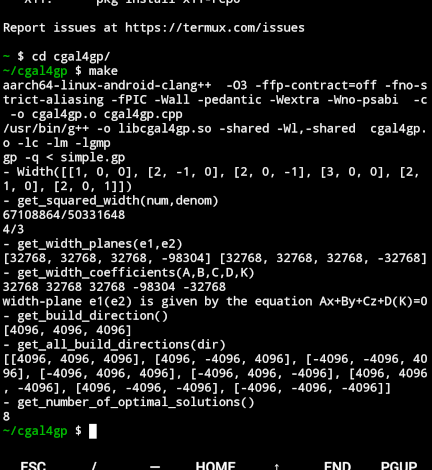 X11:      pkg install x11-repo
Report issues at https://termux.com/issues
~ $ cd cgal4gp/
~/cgal4gp $ make
aarch64-linux-android-clang++  -O3 -ffp-contract=off -fno-s
trict-aliasing -fPIC -Wall -pedantic -Wextra -Wno-psabi  -c
 -o cgal4gp.o cgal4gp.cpp
/usr/bin/g++ -o libcgal4gp.so -shared -Wl,-shared  cgal4gp.
o -lc -lm -lgmp
gp -q < simple.gp
- Width([[1, 0, 0], [2, -1, 0], [2, 0, -1], [3, 0, 0], [2,
1, 0], [2, 0, 1]])
- get_squared_width(num,denom)
67108864/50331648
4/3
- get_width_planes(e1,e2)
[32768, 32768, 32768, -98304] [32768, 32768, 32768, -32768]
- get_width_coefficients(A,B,C,D,K)
32768 32768 32768 -98304 -32768
width-plane e1(e2) is given by the equation Ax+By+Cz+D(K)=0
- get_build_direction()
[4096, 4096, 4096]
- get_all_build_directions(dir)
[[4096, 4096, 4096], [4096, -4096, 4096], [-4096, -4096, 40
96], [-4096, 4096, 4096], [-4096, 4096, -4096], [4096, 4096
, -4096], [4096, -4096, -4096], [-4096, -4096, -4096]]
- get_number_of_optimal_solutions()
8
~/cgal4gp $
ESC / — HOME ↑ END PGUP